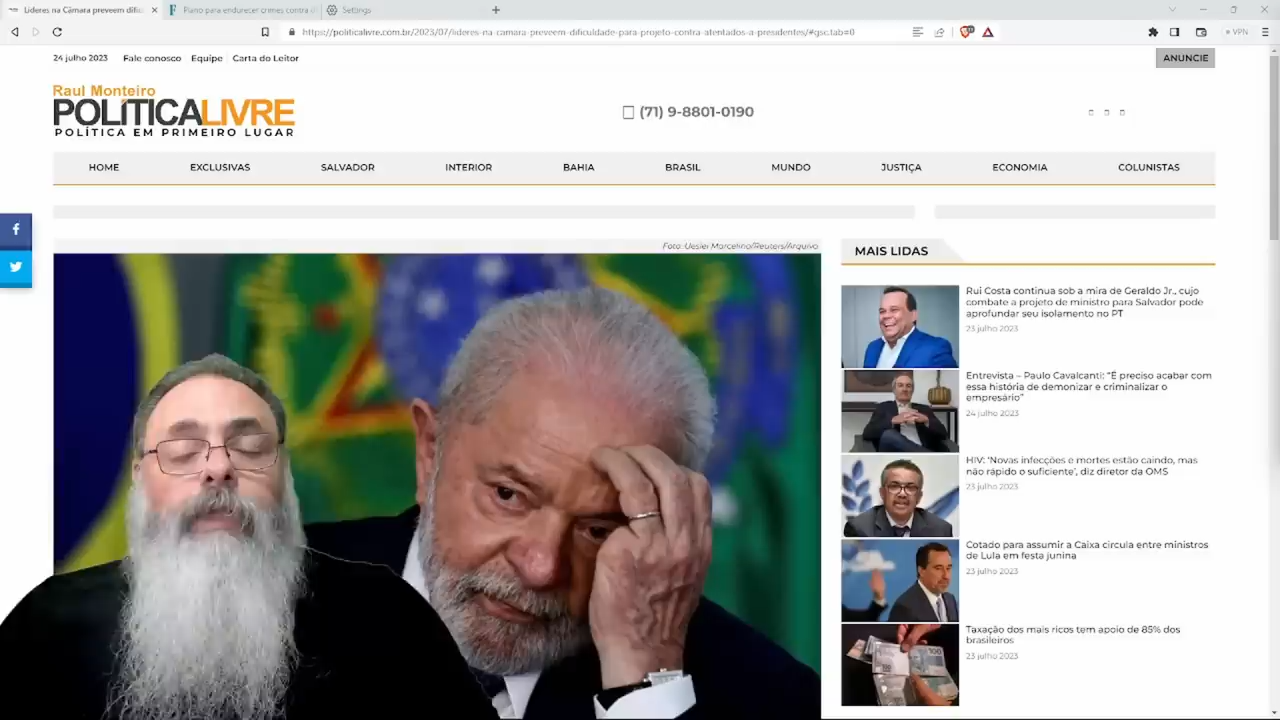 Líderes na Câmara preveem dific
Plano para endurecer crimes contra
Settings
https://politicalivre.com.br/2023/07/lideres-na-camara-preveem-dificuldade-para-projeto-contra-atentados-a-presidentes/#gsc.tab=0
VPN
24 julho 2023 Fale conosco Equipe Carta do Leitor
ANUNCIE
Raul Monteiro
POLÍTICALIVRE
POLÍTICA EM PRIMEIRO LUGAR
(71) 9-8801-0190
HOME EXCLUSIVAS SALVADOR INTERIOR BAHIA BRASIL MUNDO JUSTIÇA ECONOMIA COLUNISTAS
Foto: Ueslei Marcelino/Reuters/Arquivo
MAIS LIDAS
Rui Costa continua sob a mira de Geraldo Jr., cujo
combate a projeto de ministro para Salvador pode
aprofundar seu isolamento no PT
23 julho 2023
Entrevista – Paulo Cavalcanti: “É preciso acabar com
essa história de demonizar e criminalizar o
empresário”
24 julho 2023
HIV: ‘Novas infecções e mortes estão caindo, mas
não rápido o suficiente’, diz diretor da OMS
23 julho 2023
Cotado para assumir a Caixa circula entre ministros
de Lula em festa junina
23 julho 2023
Taxação dos mais ricos tem apoio de 85% dos
brasileiros
23 julho 2023